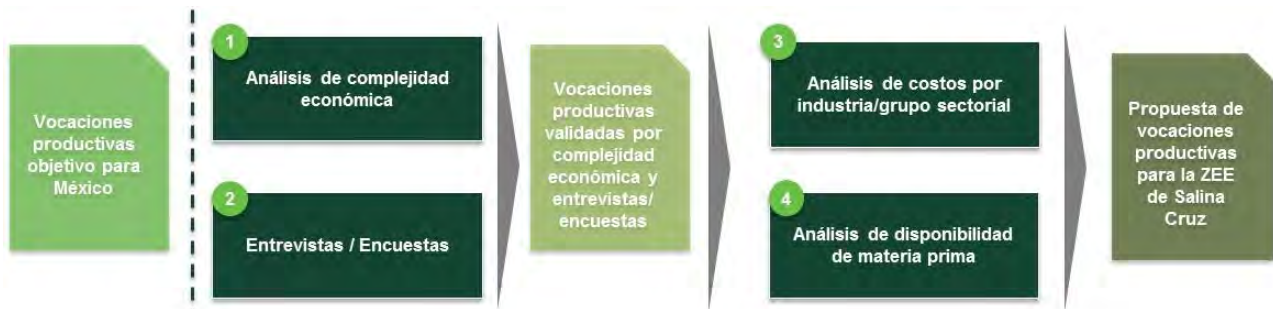 Vocaciones
productivas
objetivo para
México
1
Análisis de complejidad
económica
2
Entrevistas / Encuestas
Vocaciones
productivas
validadas por
complejidad
económica y
entrevistas/
encuestas
3
Análisis de costos por
industria/grupo sectorial
4
Análisis de disponibilidad
de materia prima
Propuesta de
vocaciones
productivas
para la ZEE
de Salina
Cruz